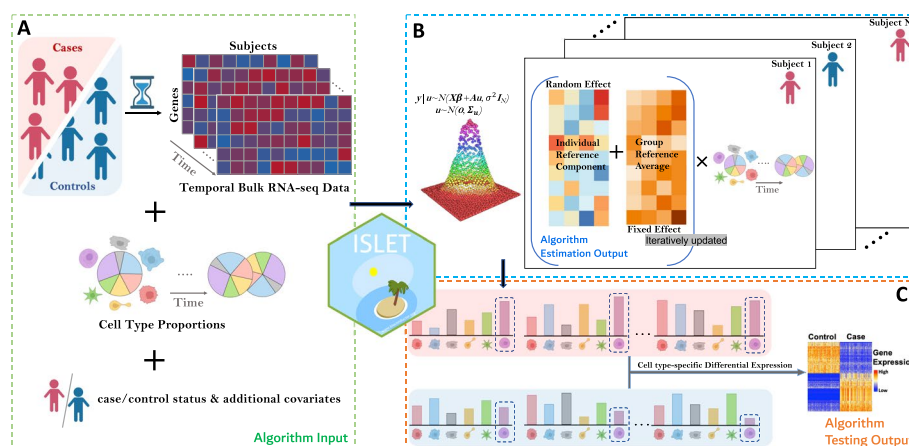 A
Cases
Controls
Subjects
Genes
Time
Temporal Bulk RNA-seq Data
Time
Cell Type Proportions
case/control status & additional covariates
Algorithm Input
ISLET
B
y | u~N(Xβ+Au, σ²I_N)
u~N(0, Σ_u)
Random Effect
Individual
Reference
Component
Group
Reference
Average
Fixed Effect
Iteratively updated
Algorithm
Estimation Output
Time
Subject 1
Subject 2
Subject N
C
Cell type-specific Differential Expression
Control Case
Gene
Expression
High
Low
Algorithm
Testing Output